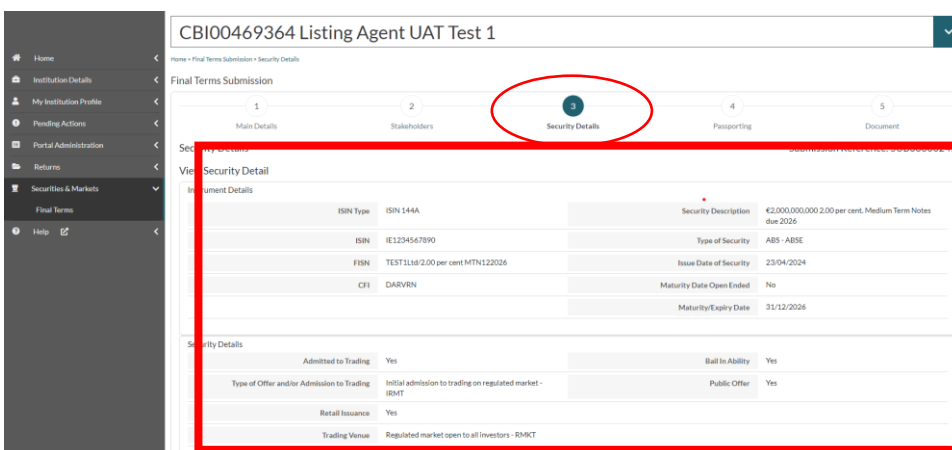 CBI00469364 Listing Agent UAT Test 1
Home
Institution Details
My Institution Profile
Pending Actions
Portal Administration
Returns
Securities & Markets
Final Terms
Help
Home • Final Terms Submission • Security Details
Final Terms Submission
1 2 3 4 5
Main Details Stakeholders Security Details Passporting Document
Security Details
View Security Detail
Instrument Details
ISIN Type ISIN 144A Security Description €2,000,000,000 2.00 per cent. Medium Term Notes
due 2026
ISIN IE1234567890 Type of Security ABS - ABSE
FISN TEST1Ltd/2.00 per cent MTN122026 Issue Date of Security 23/04/2024
CFI DARVRN Maturity Date Open Ended No
Maturity/Expiry Date 31/12/2026
Security Details
Admitted to Trading Yes Bail In Ability Yes
Type of Offer and/or Admission to Trading Initial admission to trading on regulated market - Public Offer Yes
IRMT
Retail Issuance Yes
Trading Venue Regulated market open to all investors - RMKT